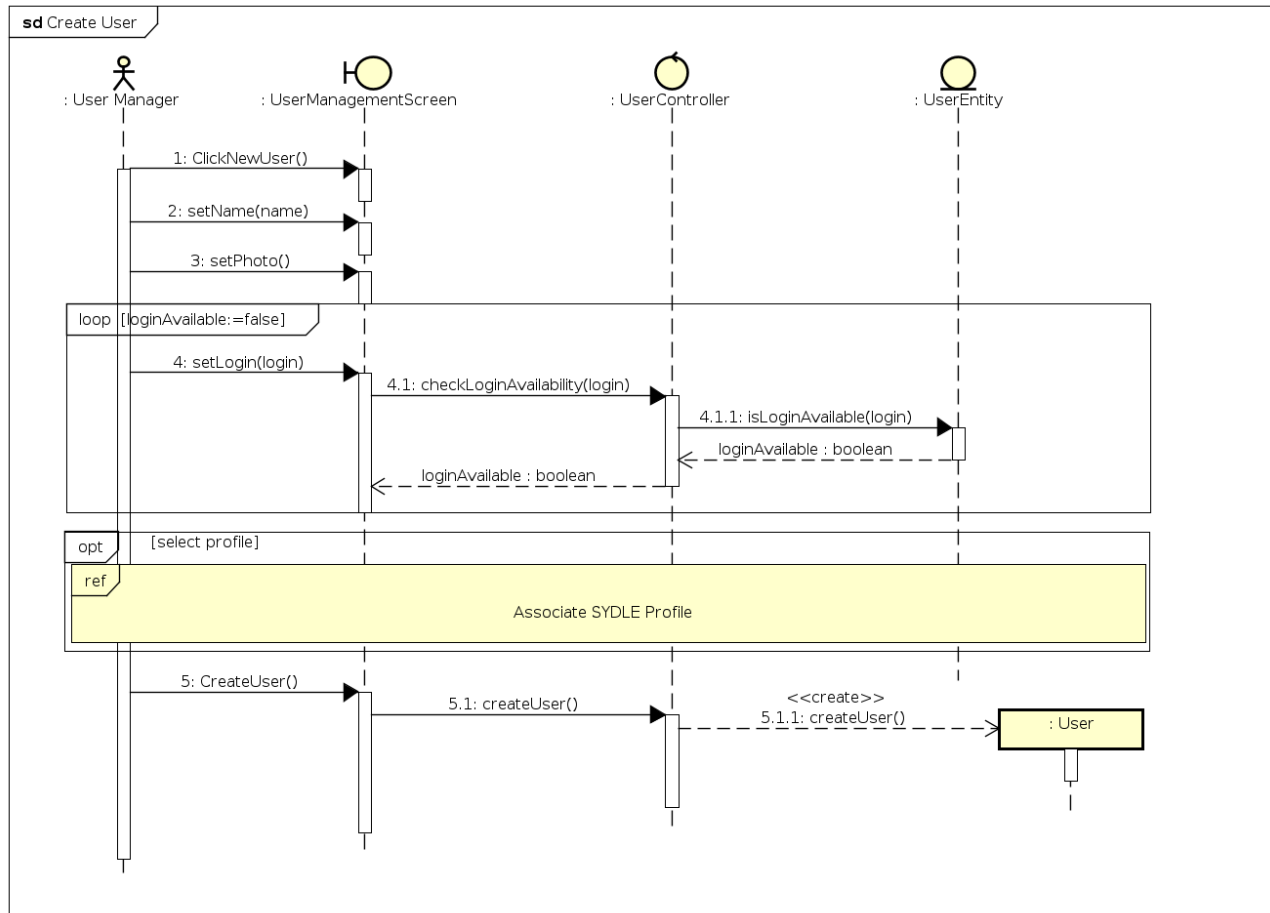 sd Create User
: User Manager
: UserManagementScreen
: UserController
: UserEntity
1: ClickNewUser()
2: setName(name)
3: setPhoto()
loop [loginAvailable:=false]
4: setLogin(login)
4.1: checkLoginAvailability(login)
4.1.1: isLoginAvailable(login)
loginAvailable : boolean
loginAvailable : boolean
opt [select profile]
ref
Associate SYDLE Profile
5: CreateUser()
5.1: createUser()
<<create>>
5.1.1: createUser()
: User